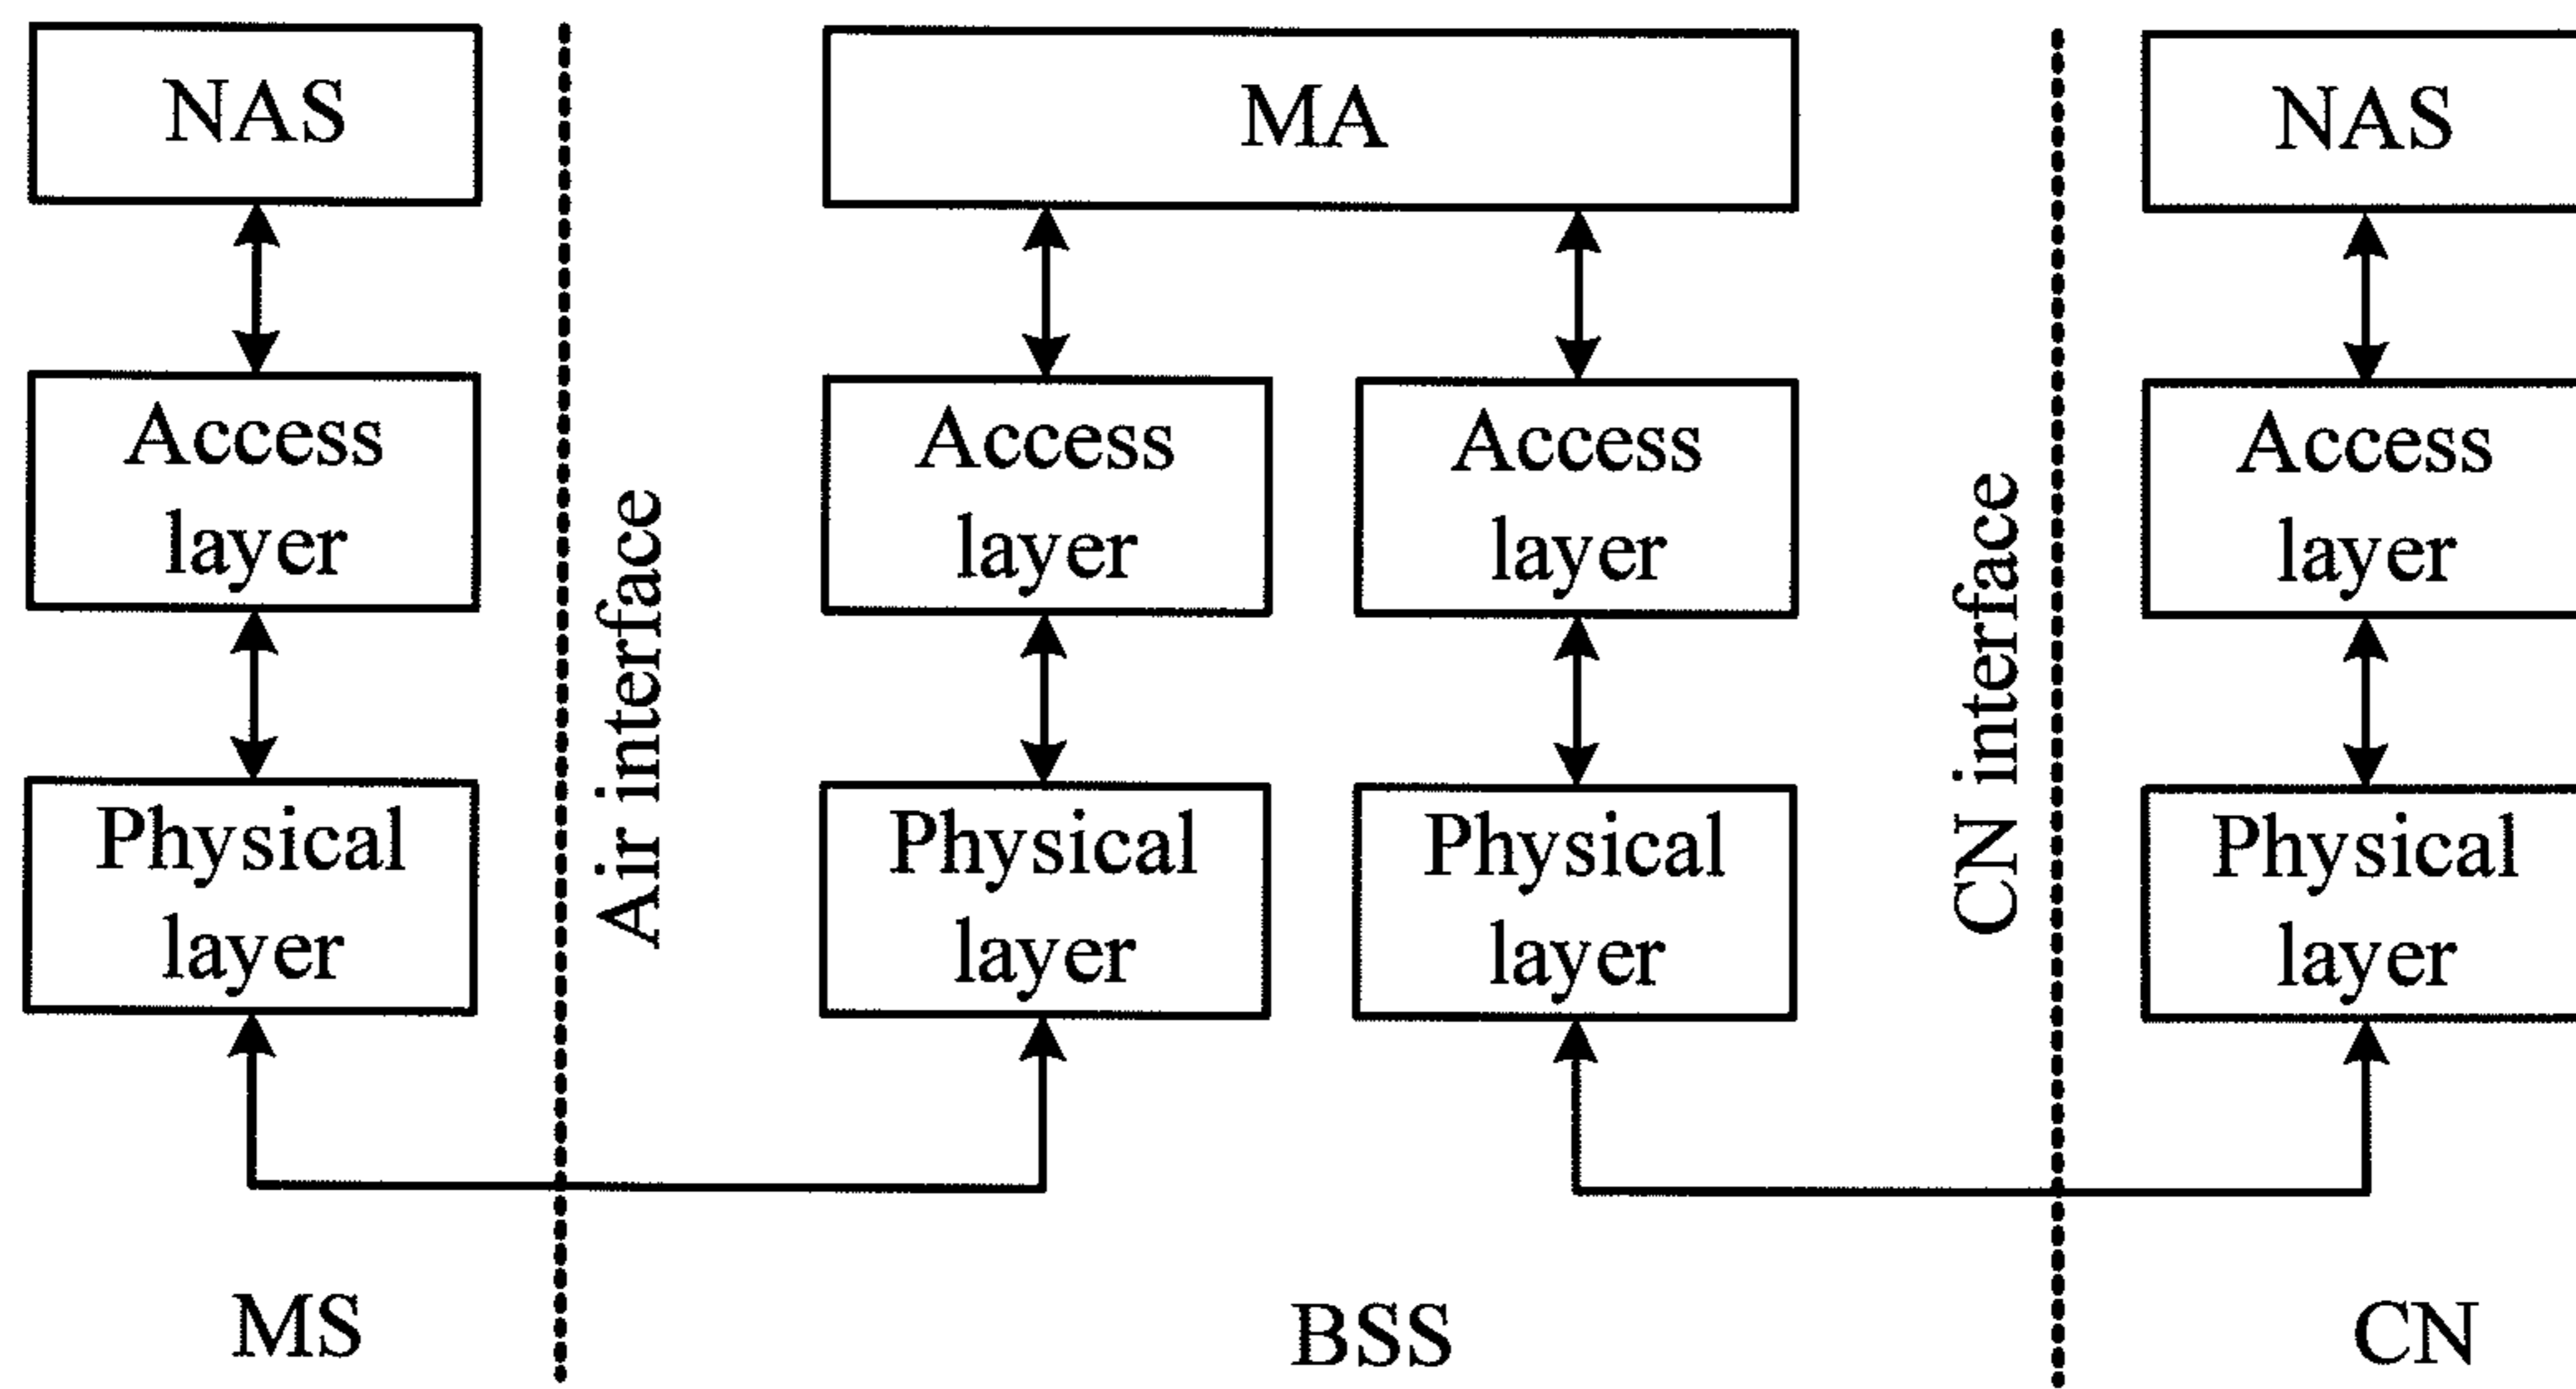 NAS
MA
NAS
Access
layer
Access
layer
Access
layer
Access
layer
Air interface
CN interface
Physical
layer
Physical
layer
Physical
layer
Physical
layer
MS
BSS
CN